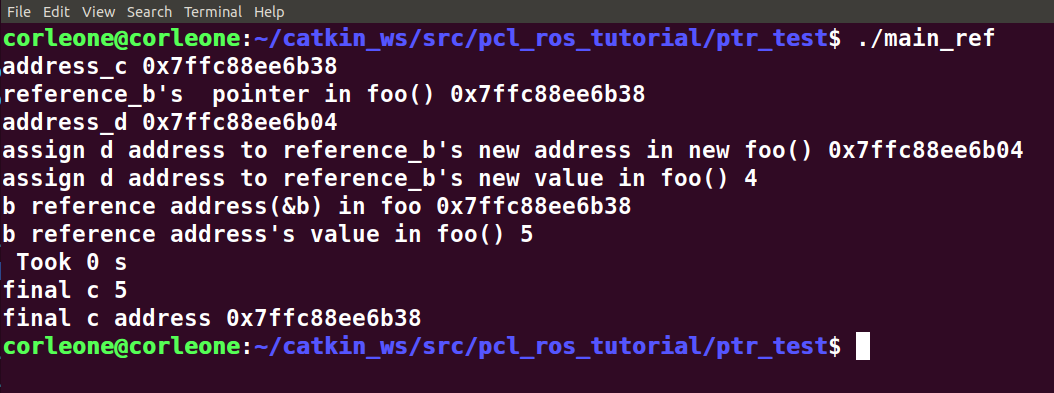 File Edit View Search Terminal Help
corleone@corleone:~/catkin_ws/src/pcl_ros_tutorial/ptr_test$ ./main_ref
address_c 0x7ffc88ee6b38
reference_b's  pointer in foo() 0x7ffc88ee6b38
address_d 0x7ffc88ee6b04
assign d address to reference_b's new address in new foo() 0x7ffc88ee6b04
assign d address to reference_b's new value in foo() 4
b reference address(&b) in foo 0x7ffc88ee6b38
b reference address's value in foo() 5
 Took 0 s
final c 5
final c address 0x7ffc88ee6b38
corleone@corleone:~/catkin_ws/src/pcl_ros_tutorial/ptr_test$